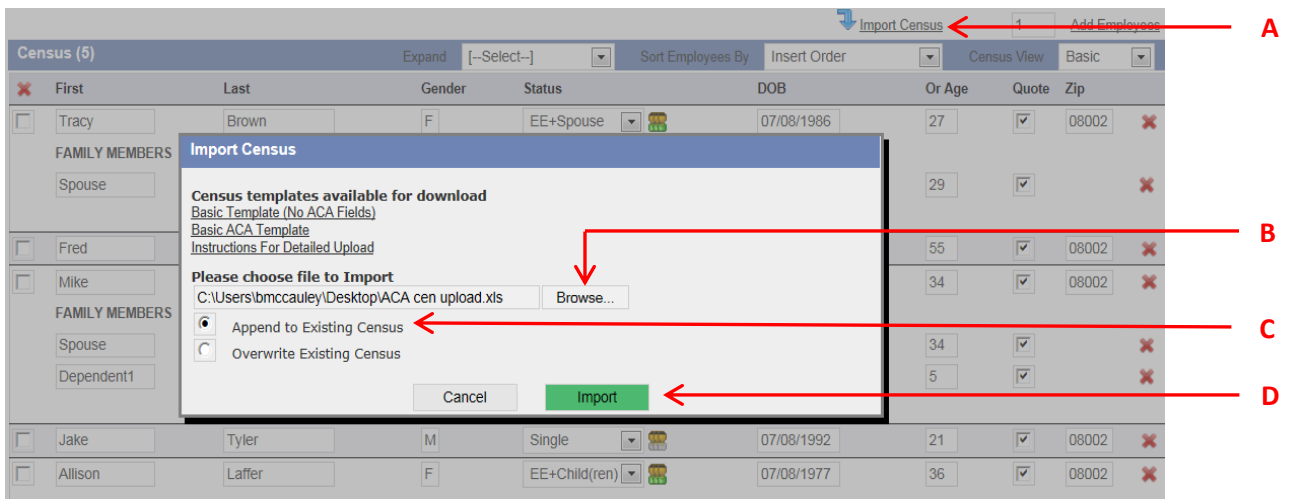 Import Census 1 Add Employees A
Census (5) Expand [--Select--] Sort Employees By Insert Order Census View Basic
First Last Gender Status DOB Or Age Quote Zip
Tracy Brown F EE+Spouse 07/08/1986 27 08002
FAMILY MEMBERS
Import Census
Spouse 29
Census templates available for download
Basic Template (No ACA Fields)
Basic ACA Template
B
Instructions For Detailed Upload
Fred 55 08002
Please choose file to Import
Mike 34 08002
C:\Users\bmccauley\Desktop\ACA cen upload.xls Browse...
FAMILY MEMBERS
Append to Existing Census C
Spouse 34
Overwrite Existing Census
Dependent1 5
Cancel Import D
Jake Tyler M Single 07/08/1992 21 08002
Allison Laffer F EE+Child(ren) 07/08/1977 36 08002